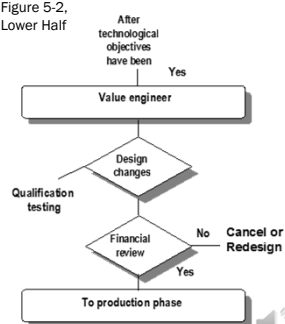 Figure 5-2,
Lower Half
After
technological
objectives
have been
Yes
Value engineer
Design
changes
Qualification
testing
Financial
review
No
Cancel or
Redesign
Yes
To production phase